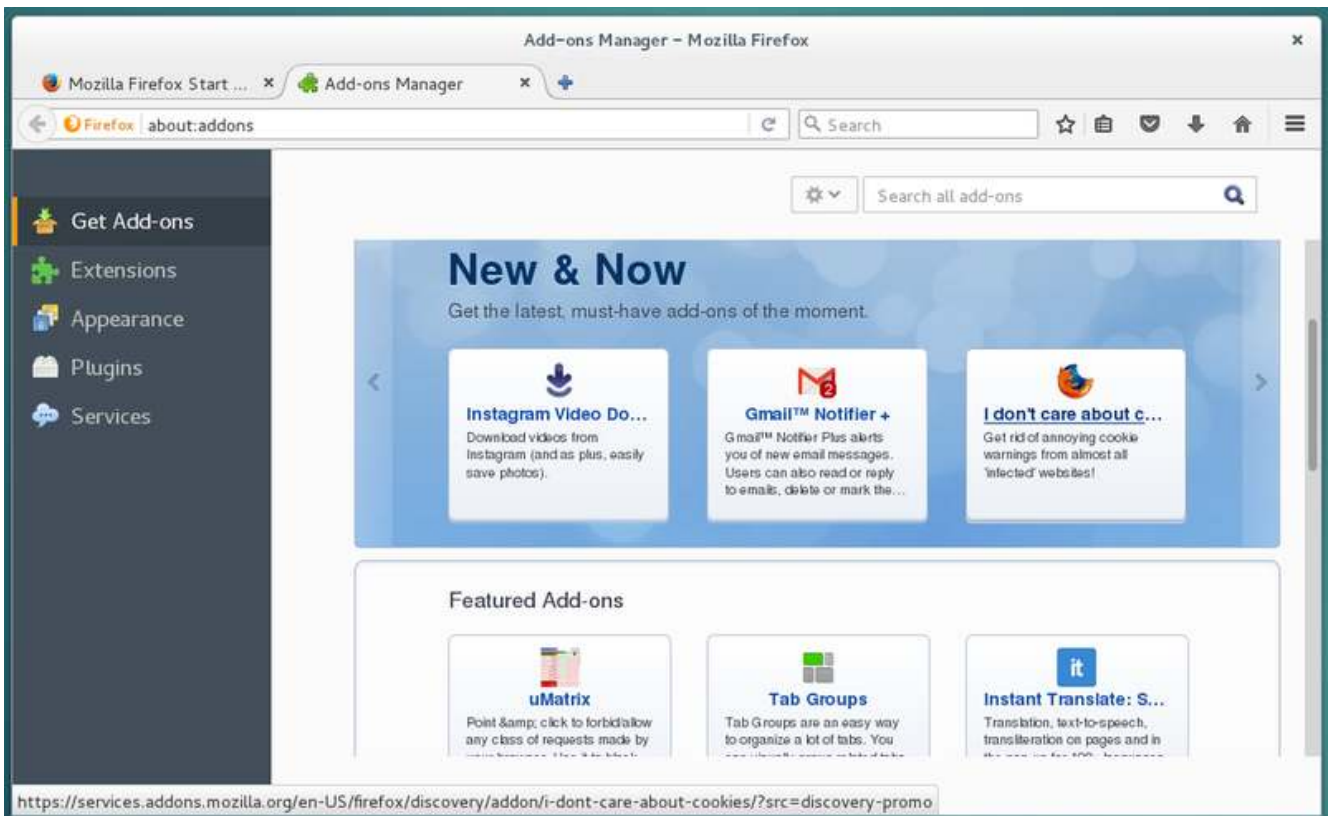 Add-ons Manager – Mozilla Firefox
Mozilla Firefox Start ...
Add-ons Manager
Firefox about:addons
Search
Search all add-ons
Get Add-ons
Extensions
Appearance
Plugins
Services
New & Now
Get the latest, must-have add-ons of the moment.
Instagram Video Do...
Download videos from
Instagram (and as plus, easily
save photos).
2
Gmail™ Notifier +
Gmail™ Notifier Plus alerts
you of new email messages.
Users can also read or reply
to emails, delete or mark the...
I don't care about c...
Get rid of annoying cookie
warnings from almost all
'infected' websites!
Featured Add-ons
uMatrix
Point &amp; click to forbid/allow
any class of requests made by
Tab Groups
Tab Groups are an easy way
to organize a lot of tabs. You
it
Instant Translate: S...
Translation, text-to-speech,
transliteration on pages and in
https://services.addons.mozilla.org/en-US/firefox/discovery/addon/i-dont-care-about-cookies/?src=discovery-promo